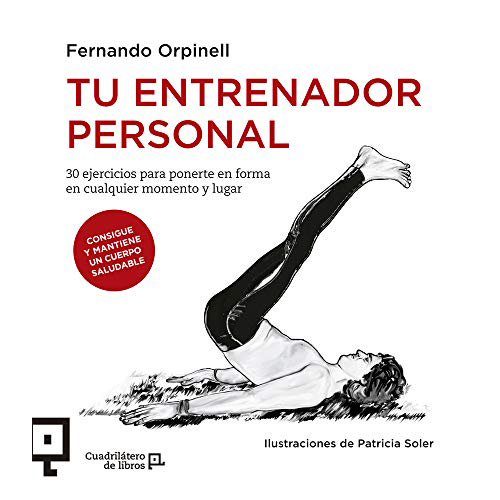 Fernando Orpinell
TU ENTRENADOR
PERSONAL
30 ejercicios para ponerte en forma
en cualquier momento y lugar
CONSIGUE
Y MANTIENE
UN CUERPO
SALUDABLE
Ilustraciones de Patricia Soler
Cuadrilátero
de libros